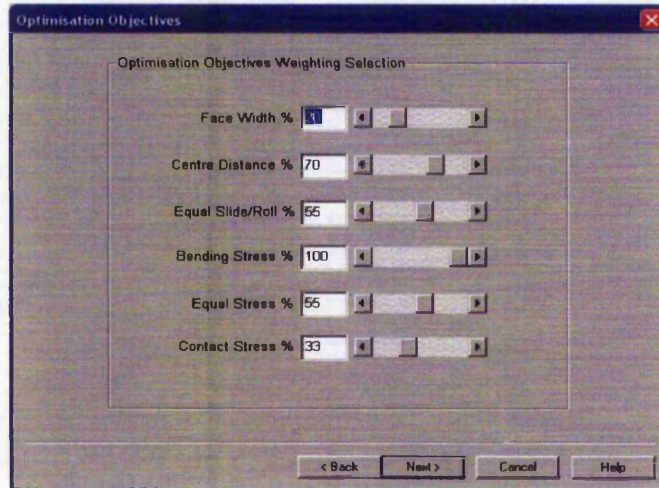 Optimisation Objectives
Optimisation Objectives Weighting Selection
Face Width %
Centre Distance % 70
Equal Slide/Roll % 55
Bending Stress % 100
Equal Stress % 55
Contact Stress % 33
< Back Next > Cancel Help